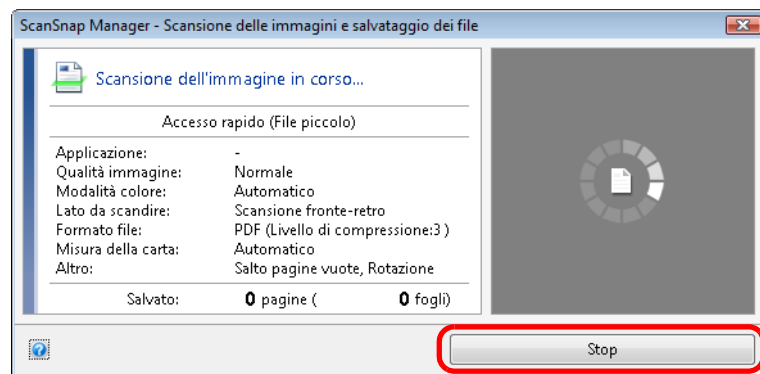 ScanSnap Manager - Scansione delle immagini e salvataggio dei file
Scansione dell'immagine in corso...
Accesso rapido (File piccolo)
Applicazione: -
Qualità immagine: Normale
Modalità colore: Automatico
Lato da scandire: Scansione fronte-retro
Formato file: PDF (Livello di compressione:3 )
Misura della carta: Automatico
Altro: Salto pagine vuote, Rotazione
Salvato: 0 pagine ( 0 fogli)
Stop